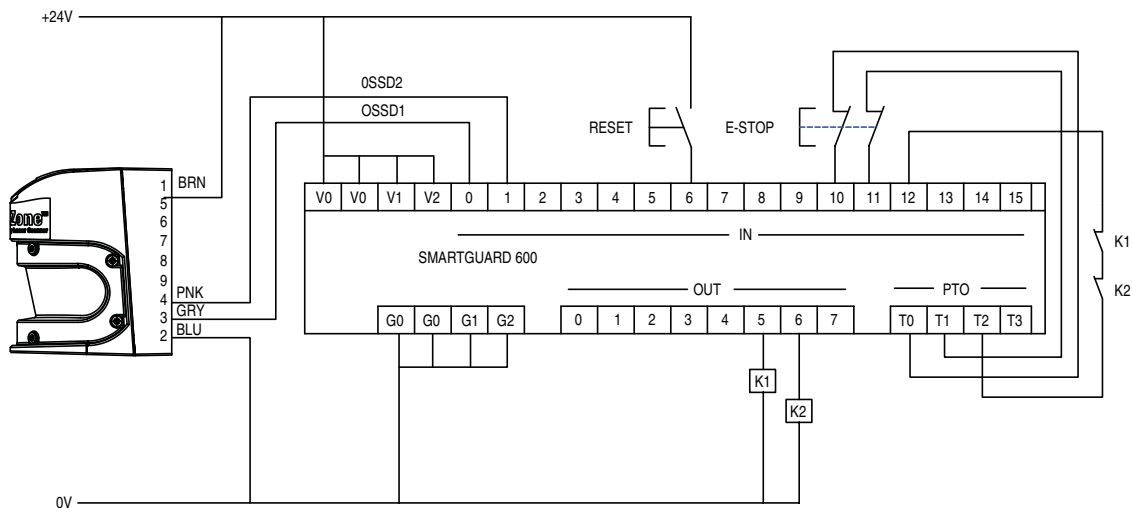 +24V
0SSD2
OSSD1
RESET
E-STOP
1 BRN
5
6
7
8
9
4 PNK
3 GRY
2 BLU
Zone™
V0 V0 V1 V2 0 1 2 3 4 5 6 7 8 9 10 11 12 13 14 15
IN
SMARTGUARD 600
OUT
PTO
G0 G0 G1 G2 0 1 2 3 4 5 6 7 T0 T1 T2 T3
K1
K2
K1
K2
0V